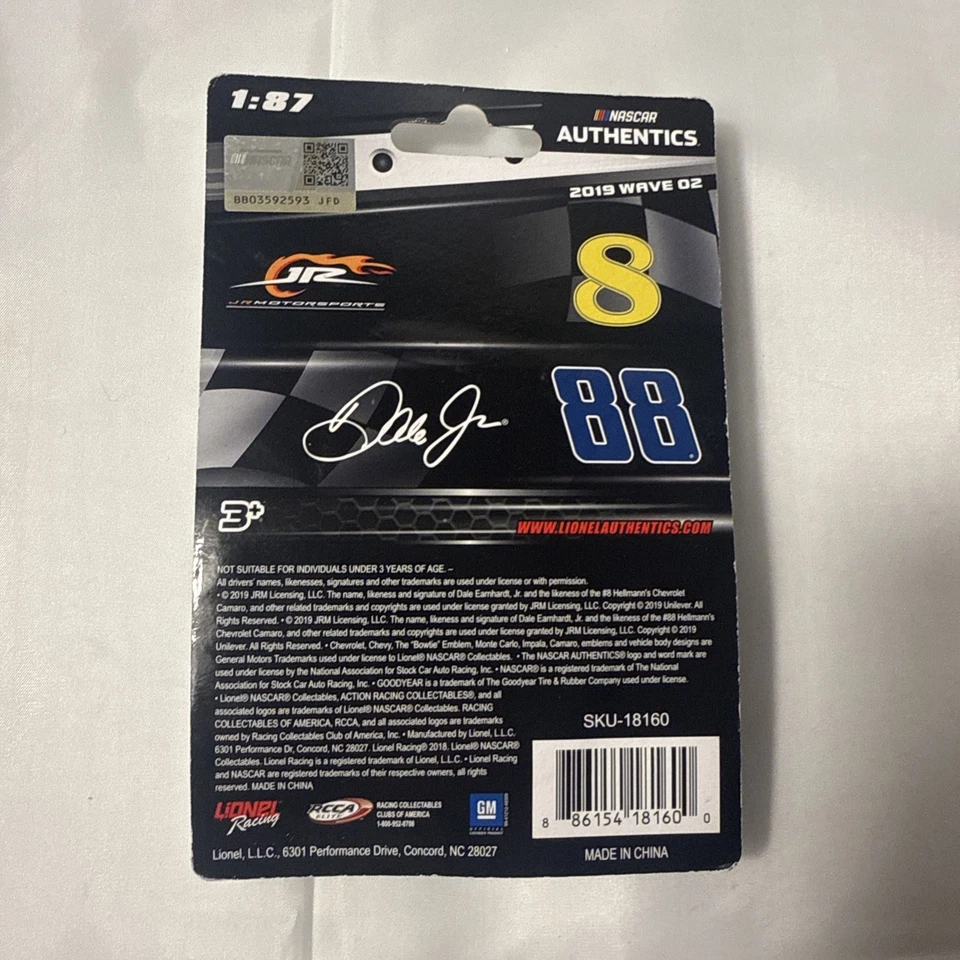 1:87
NASCAR
AUTHENTICS
NASCAR
BB03592593 JFD
2019 WAVE 02
JR
JR MOTORSPORTS
8
Dale Jr. ®
88
3+
WWW.LIONELAUTHENTICS.COM
NOT SUITABLE FOR INDIVIDUALS UNDER 3 YEARS OF AGE. –
All drivers' names, likenesses, signatures and other trademarks are used under license or with permission.
• © 2019 JRM Licensing, LLC. The name, likeness and signature of Dale Earnhardt, Jr. and the likeness of the #8 Hellmann's Chevrolet
Camaro, and other related trademarks and copyrights are used under license granted by JRM Licensing, LLC. Copyright © 2019 Unilever. All
Rights Reserved. • © 2019 JRM Licensing, LLC. The name, likeness and signature of Dale Earnhardt, Jr. and the likeness of the #88 Hellmann's
Chevrolet Camaro, and other related trademarks and copyrights are used under license granted by JRM Licensing, LLC. Copyright © 2019
Unilever. All Rights Reserved. • Chevrolet, Chevy, The "Bowtie" Emblem, Monte Carlo, Impala, Camaro, emblems and vehicle body designs are
General Motors Trademarks used under license to Lionel® NASCAR® Collectables. • The NASCAR AUTHENTICS® logo and word mark are
used under license by the National Association for Stock Car Auto Racing, Inc. • NASCAR® is a registered trademark of The National
Association for Stock Car Auto Racing, Inc. • GOODYEAR is a trademark of The Goodyear Tire & Rubber Company used under license.
• Lionel® NASCAR® Collectables, ACTION RACING COLLECTABLES®, and all
associated logos are trademarks of Lionel® NASCAR® Collectables. RACING
COLLECTABLES OF AMERICA, RCCA, and all associated logos are trademarks
owned by Racing Collectables Club of America, Inc. • Manufactured by Lionel, L.L.C.
6301 Performance Dr, Concord, NC 28027. Lionel Racing® 2018. Lionel® NASCAR®
Collectables. Lionel Racing is a registered trademark of Lionel, L.L.C. • Lionel Racing
and NASCAR are registered trademarks of their respective owners, all rights
reserved. MADE IN CHINA
SKU-18160
8 86154 18160 0
LIONEL
Racing
RCCA
ELITE
RACING COLLECTABLES
CLUBS OF AMERICA
1-800-952-0708
GM
OFFICIAL
LICENSED PRODUCT
Lionel, L.L.C., 6301 Performance Drive, Concord, NC 28027
MADE IN CHINA